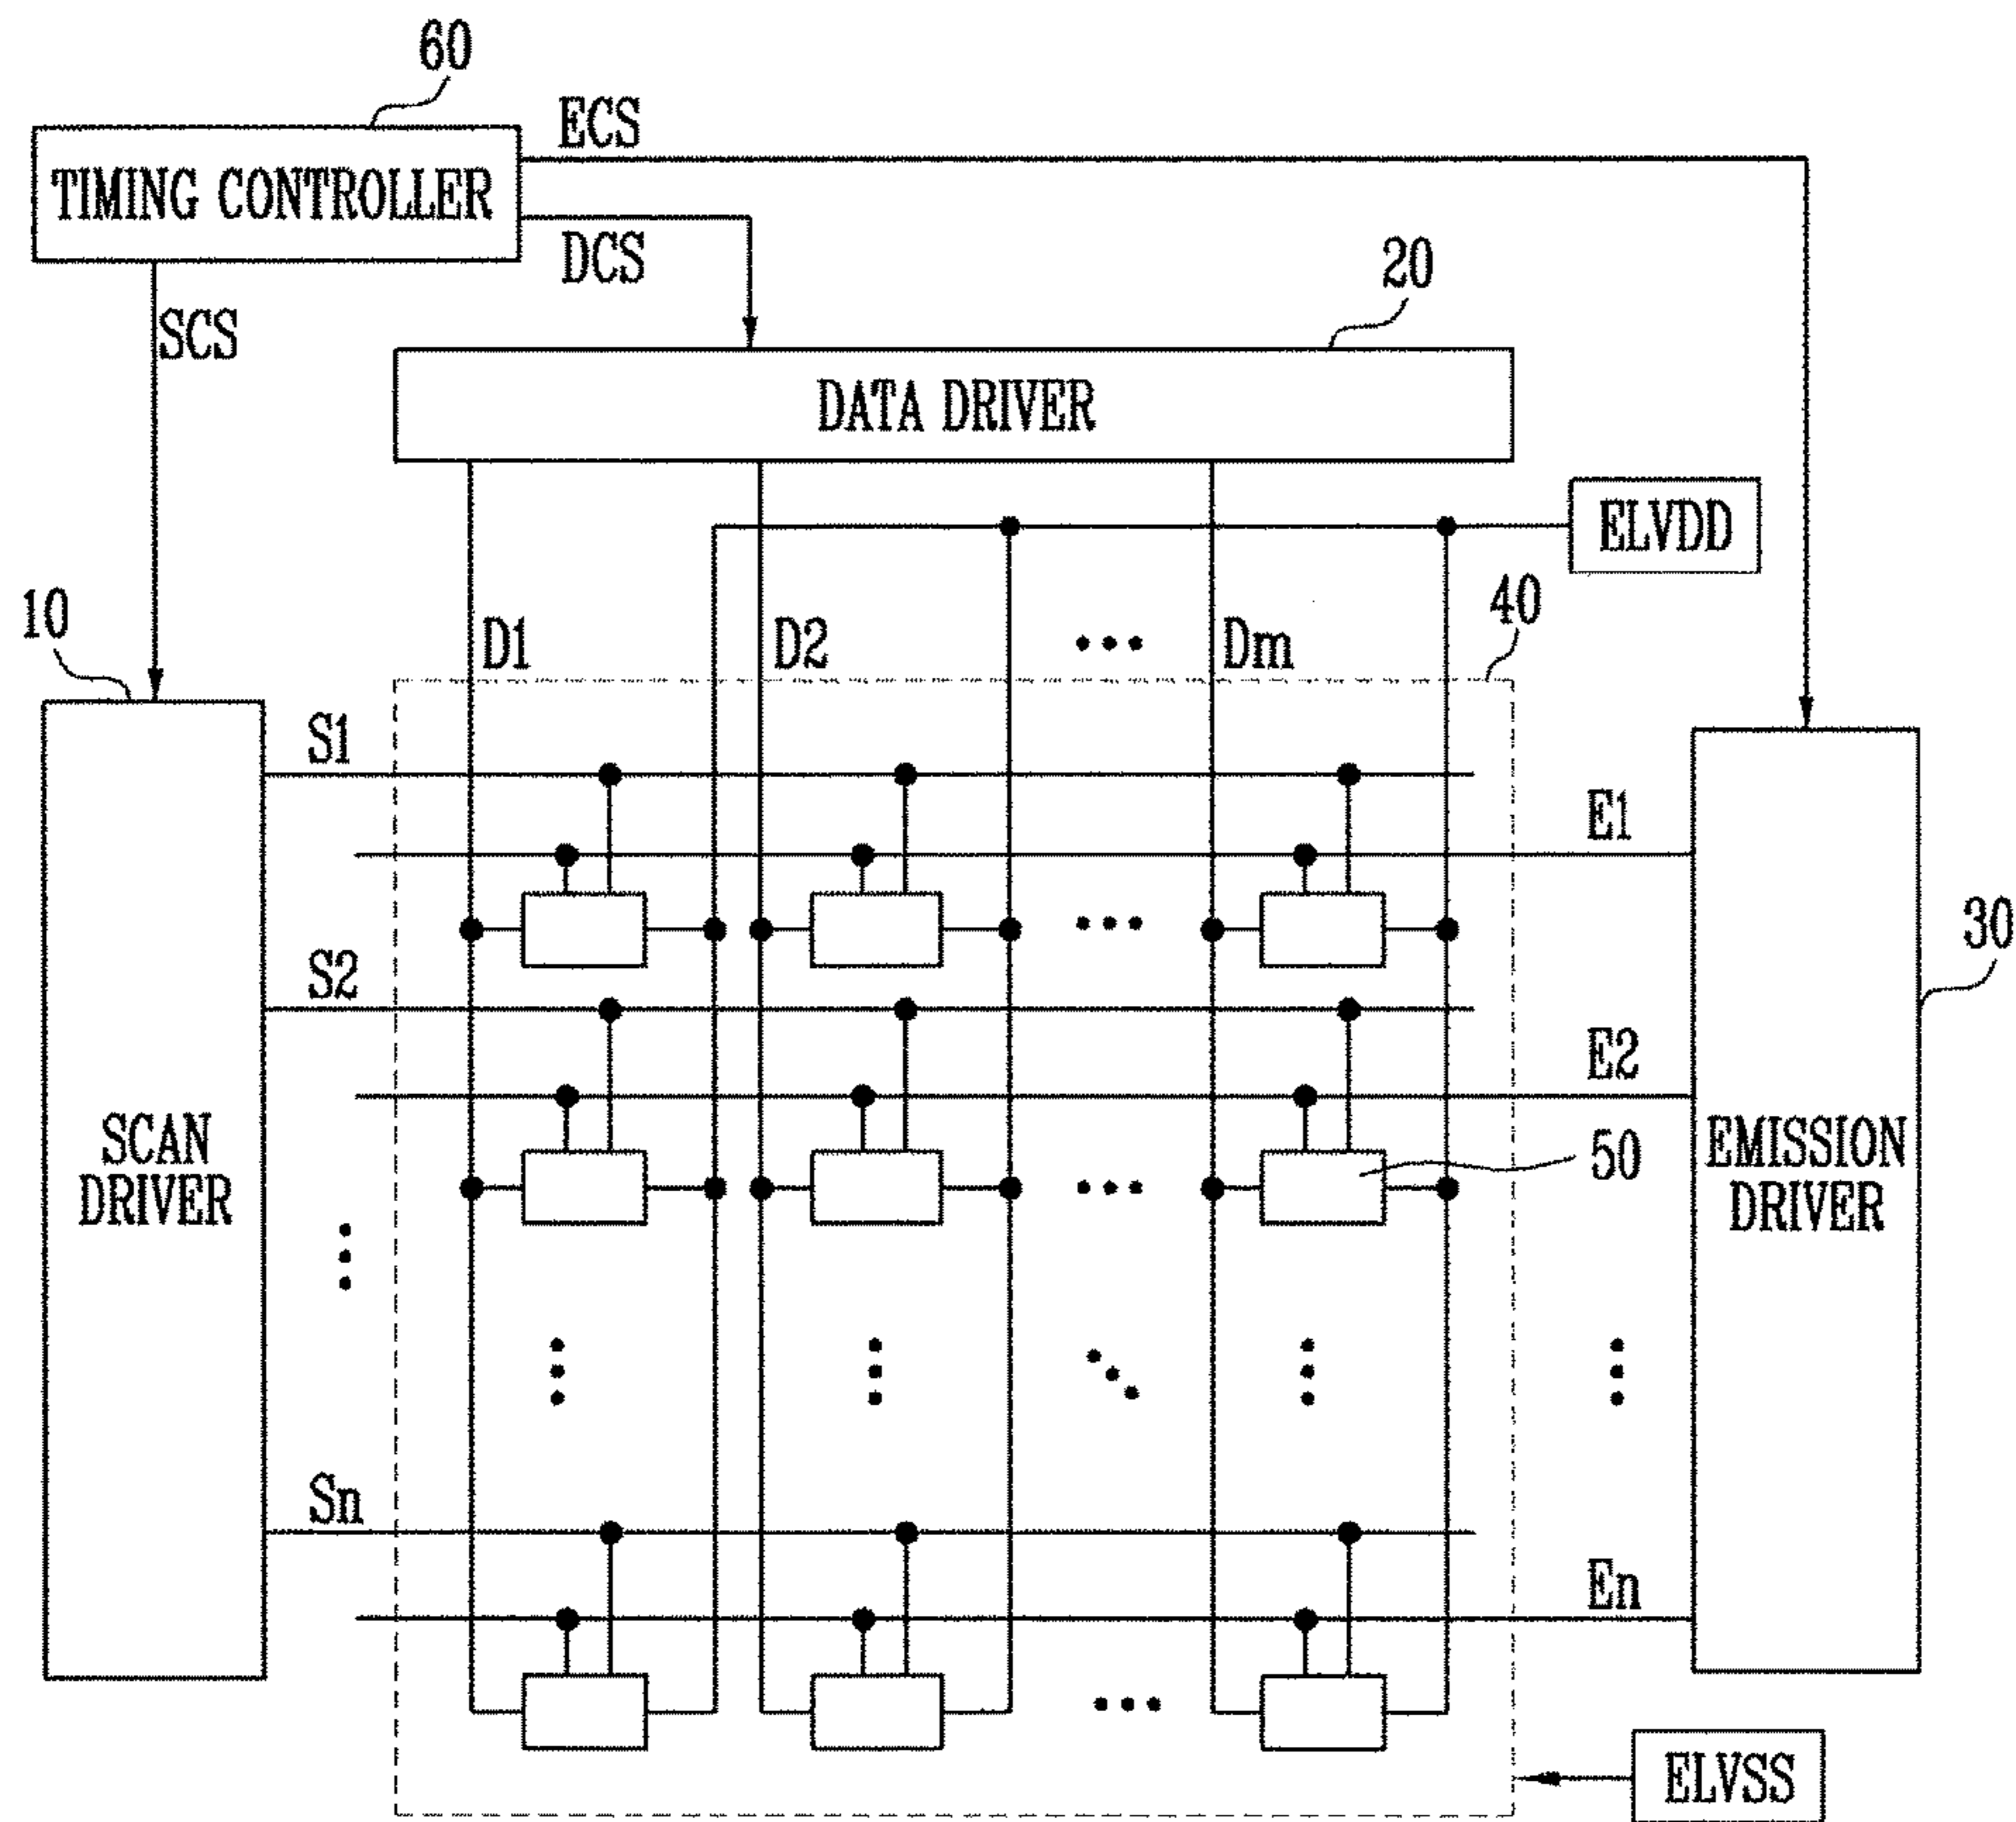 60
ECS
TIMING CONTROLLER
DCS
20
SCS
DATA DRIVER
ELVDD
40
10
D1
D2
Dm
S1
E1
30
S2
E2
50
SCAN
DRIVER
EMISSION
DRIVER
Sn
En
ELVSS